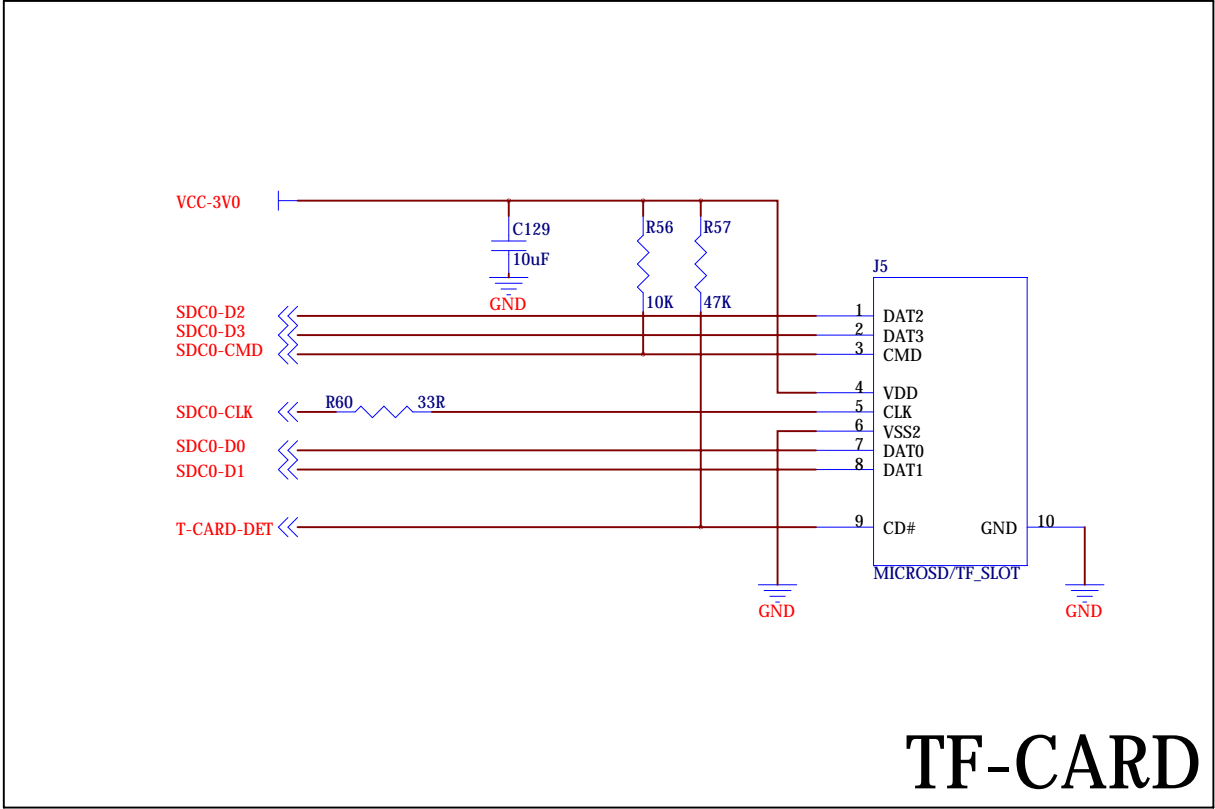 VCC-3V0
C129
10uF
GND
R56
10K
R57
47K
J5
SDC0-D2
SDC0-D3
SDC0-CMD
1 DAT2
2 DAT3
3 CMD
4 VDD
SDC0-CLK
R60 33R
5 CLK
6 VSS2
SDC0-D0
7 DAT0
SDC0-D1
8 DAT1
T-CARD-DET
9 CD#
GND 10
MICROSD/TF_SLOT
GND
GND
TF-CARD